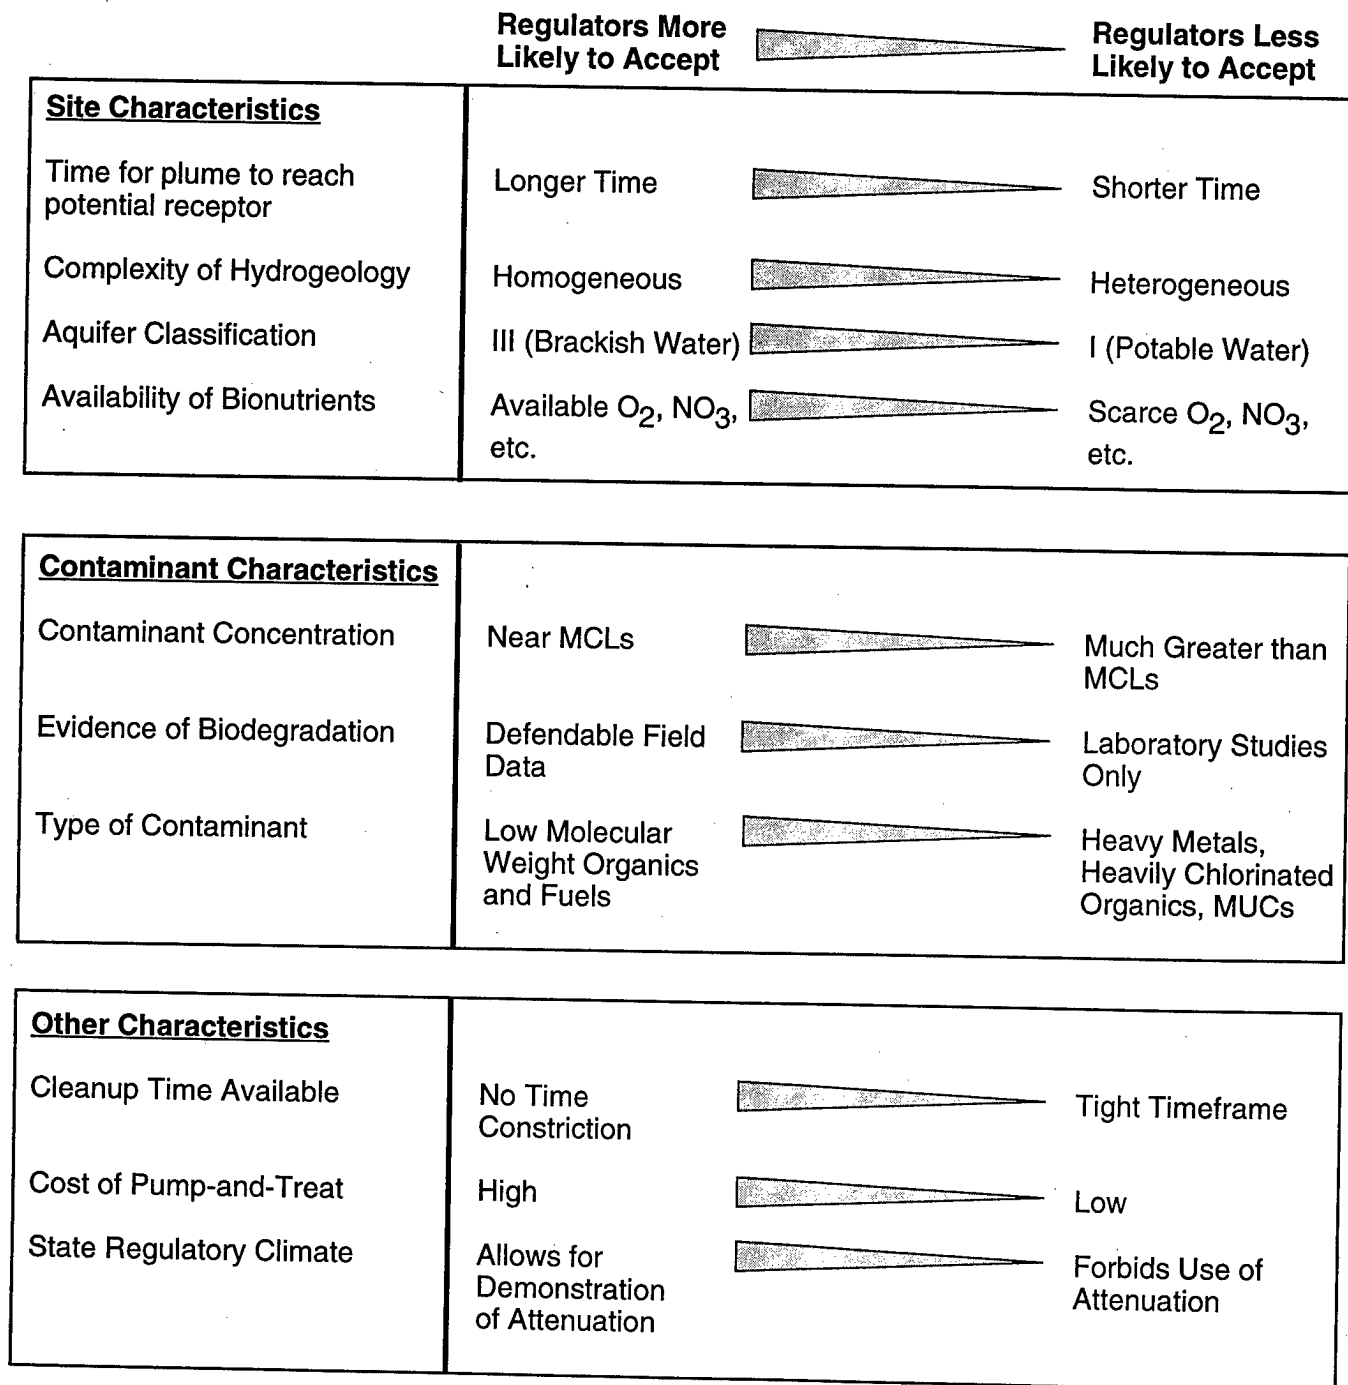 Regulators More
Likely to Accept
Regulators Less
Likely to Accept
Site Characteristics
Time for plume to reach
potential receptor
Longer Time
Shorter Time
Complexity of Hydrogeology
Homogeneous
Heterogeneous
Aquifer Classification
III (Brackish Water)
I (Potable Water)
Availability of Bionutrients
Available O2, NO3,
etc.
Scarce O2, NO3,
etc.
Contaminant Characteristics
Contaminant Concentration
Near MCLs
Much Greater than
MCLs
Evidence of Biodegradation
Defendable Field
Data
Laboratory Studies
Only
Type of Contaminant
Low Molecular
Weight Organics
and Fuels
Heavy Metals,
Heavily Chlorinated
Organics, MUCs
Other Characteristics
Cleanup Time Available
No Time
Constriction
Tight Timeframe
Cost of Pump-and-Treat
High
Low
State Regulatory Climate
Allows for
Demonstration
of Attenuation
Forbids Use of
Attenuation